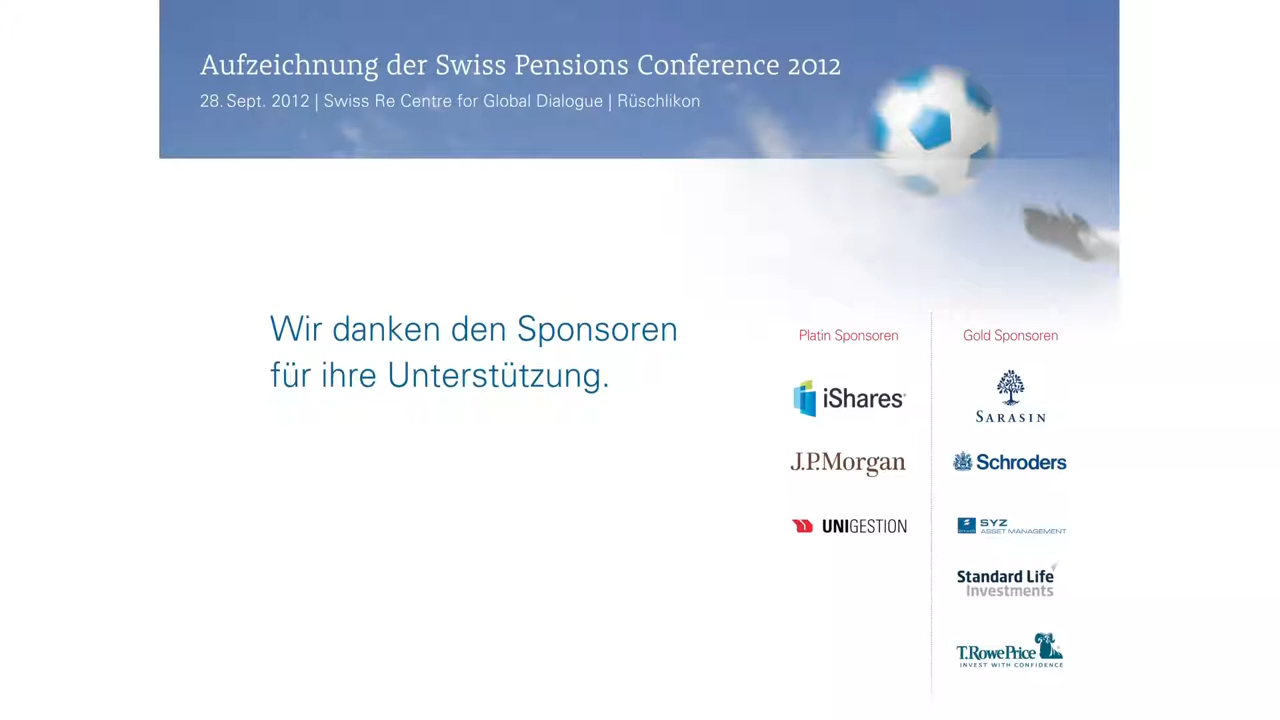 Aufzeichnung der Swiss Pensions Conference 2012
28. Sept. 2012 | Swiss Re Centre for Global Dialogue | Rüschlikon
Wir danken den Sponsoren
für ihre Unterstützung.
Platin Sponsoren
iShares
J.P.Morgan
UNIGESTION
Gold Sponsoren
SARASIN
Schroders
SYZ
ASSET MANAGEMENT
Standard Life
Investments
T.RowePrice
INVEST WITH CONFIDENCE